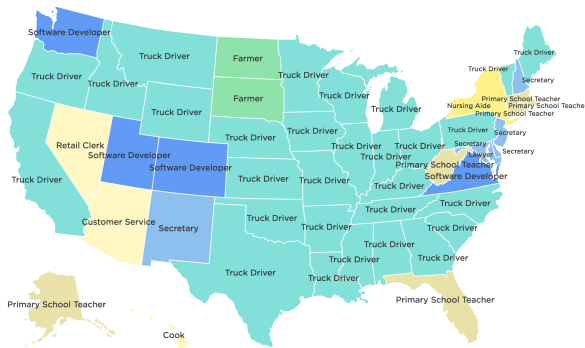 Software Developer
Truck Driver
Truck Driver
Truck Driver
Farmer
Farmer
Truck Driver
Truck Driver
Truck Driver
Truck Driver
Truck Driver
Truck Driver
Secretary
Primary School Teacher
Nursing Aide
Primary School Teache
Primary School Teacher
Truck Driver
Truck Driver
Truck Driver
Secretary
Retail Clerk
Software Developer
Software Developer
Truck Driver
Truck Driver
Truck Driver
Truck Driver
Truck Driver
Secretary
Lawyer
Secretary
Primary School Teacher
Software Developer
Truck Driver
Truck Driver
Truck Driver
Truck Driver
Truck Driver
Truck Driver
Truck Driver
Customer Service
Secretary
Truck Driver
Truck Driver
Truck Driver
Truck Driver
Truck Driver
Truck Driver
Truck Driver
Truck Driver
Primary School Teacher
Primary School Teacher
Cook